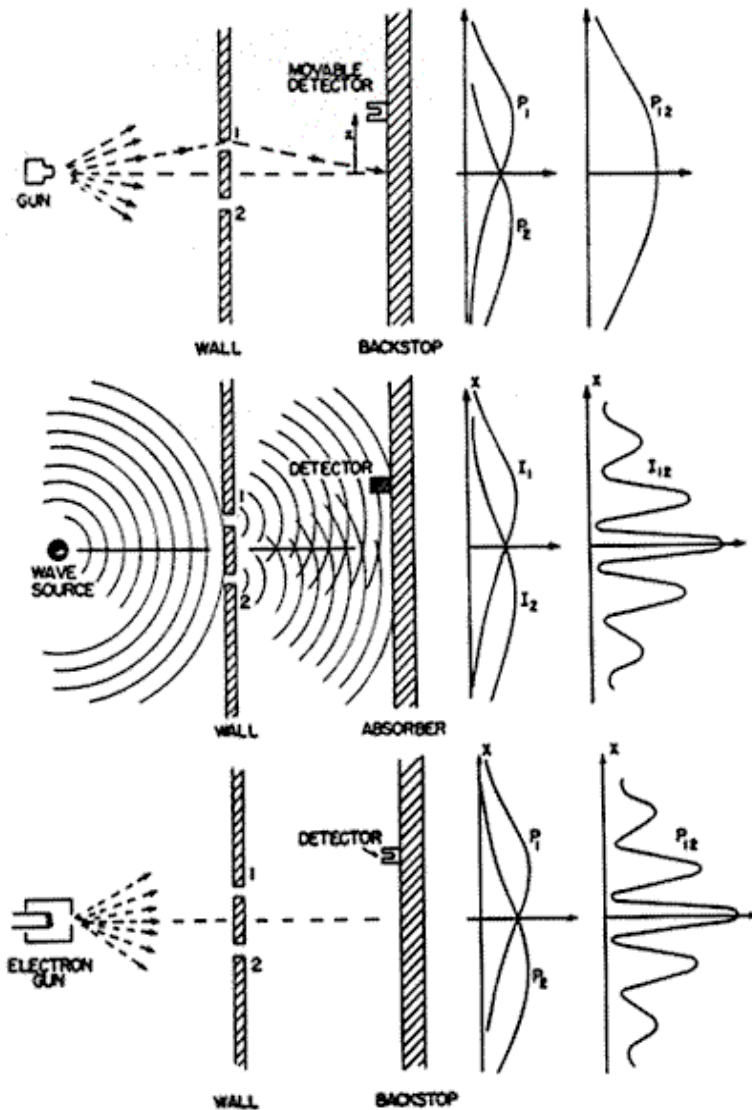 MOVABLE
DETECTOR
1
x
GUN
2
P1
P2
P12
WALL
BACKSTOP
x
x
DETECTOR
1
I1
I12
WAVE
SOURCE
2
I2
WALL
ABSORBER
x
x
DETECTOR
1
P1
P12
2
P2
ELECTRON
GUN
WALL
BACKSTOP